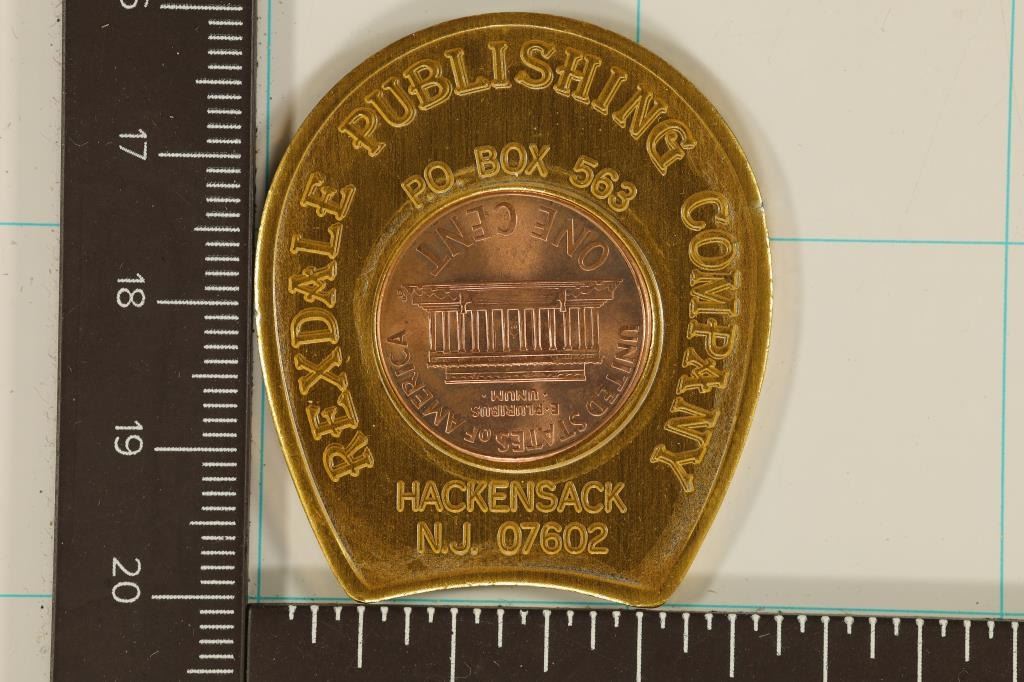 REXDALE PUBLISHING COMPANY
PO. BOX 563
ONE CENT
UNITED STATES OF AMERICA
E·PLURIBUS
·UNUM·
HACKENSACK
N.J. 07602
17
18
19
20